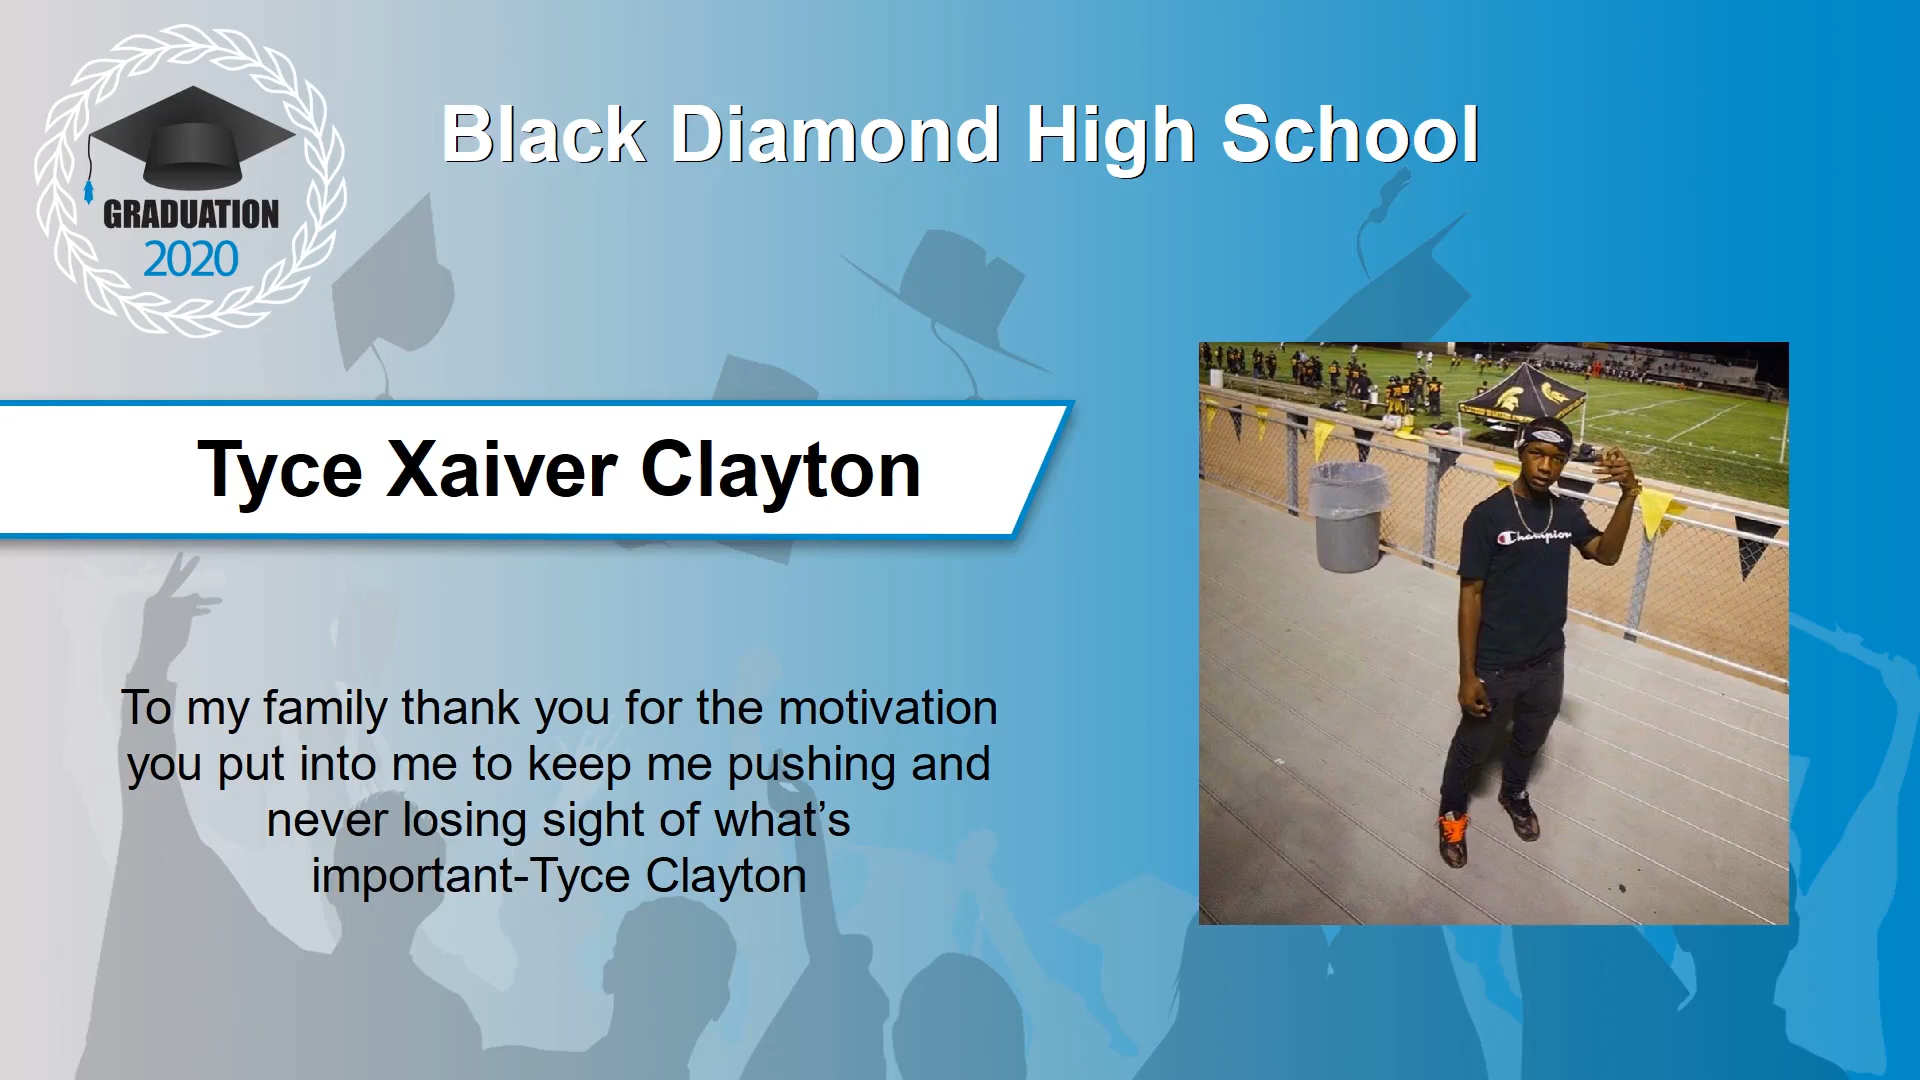 Black Diamond High School
GRADUATION
2020
Tyce Xaiver Clayton
To my family thank you for the motivation
you put into me to keep me pushing and
never losing sight of what’s
important-Tyce Clayton
Champion